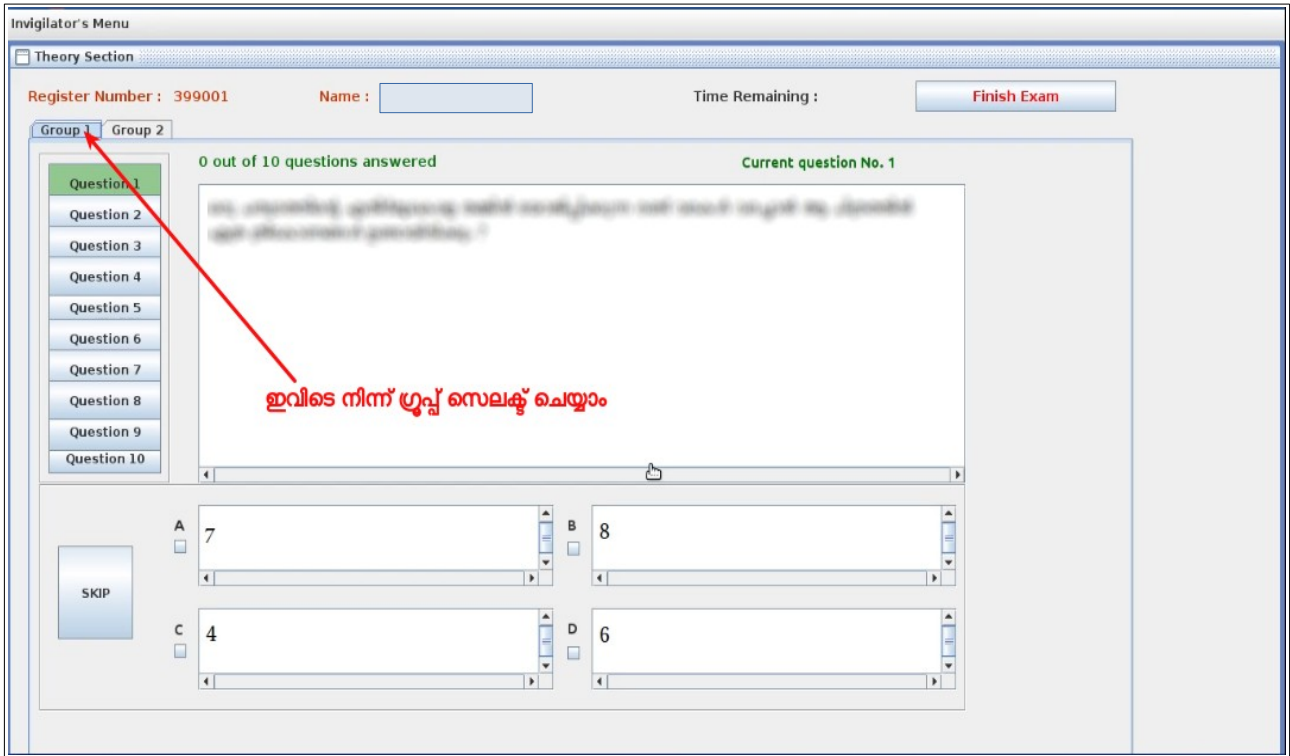 Invigilator's Menu
Theory Section
Register Number : 399001 Name : Time Remaining : Finish Exam
Group 1 Group 2
0 out of 10 questions answered Current question No. 1
Question 1
Question 2
Question 3
Question 4
Question 5
Question 6
Question 7
Question 8
Question 9
Question 10
ഇവിടെ നിന്ന് ഗ്രൂപ്പ് സെലക്ട് ചെയ്യാം
A 7
B 8
SKIP
C 4
D 6